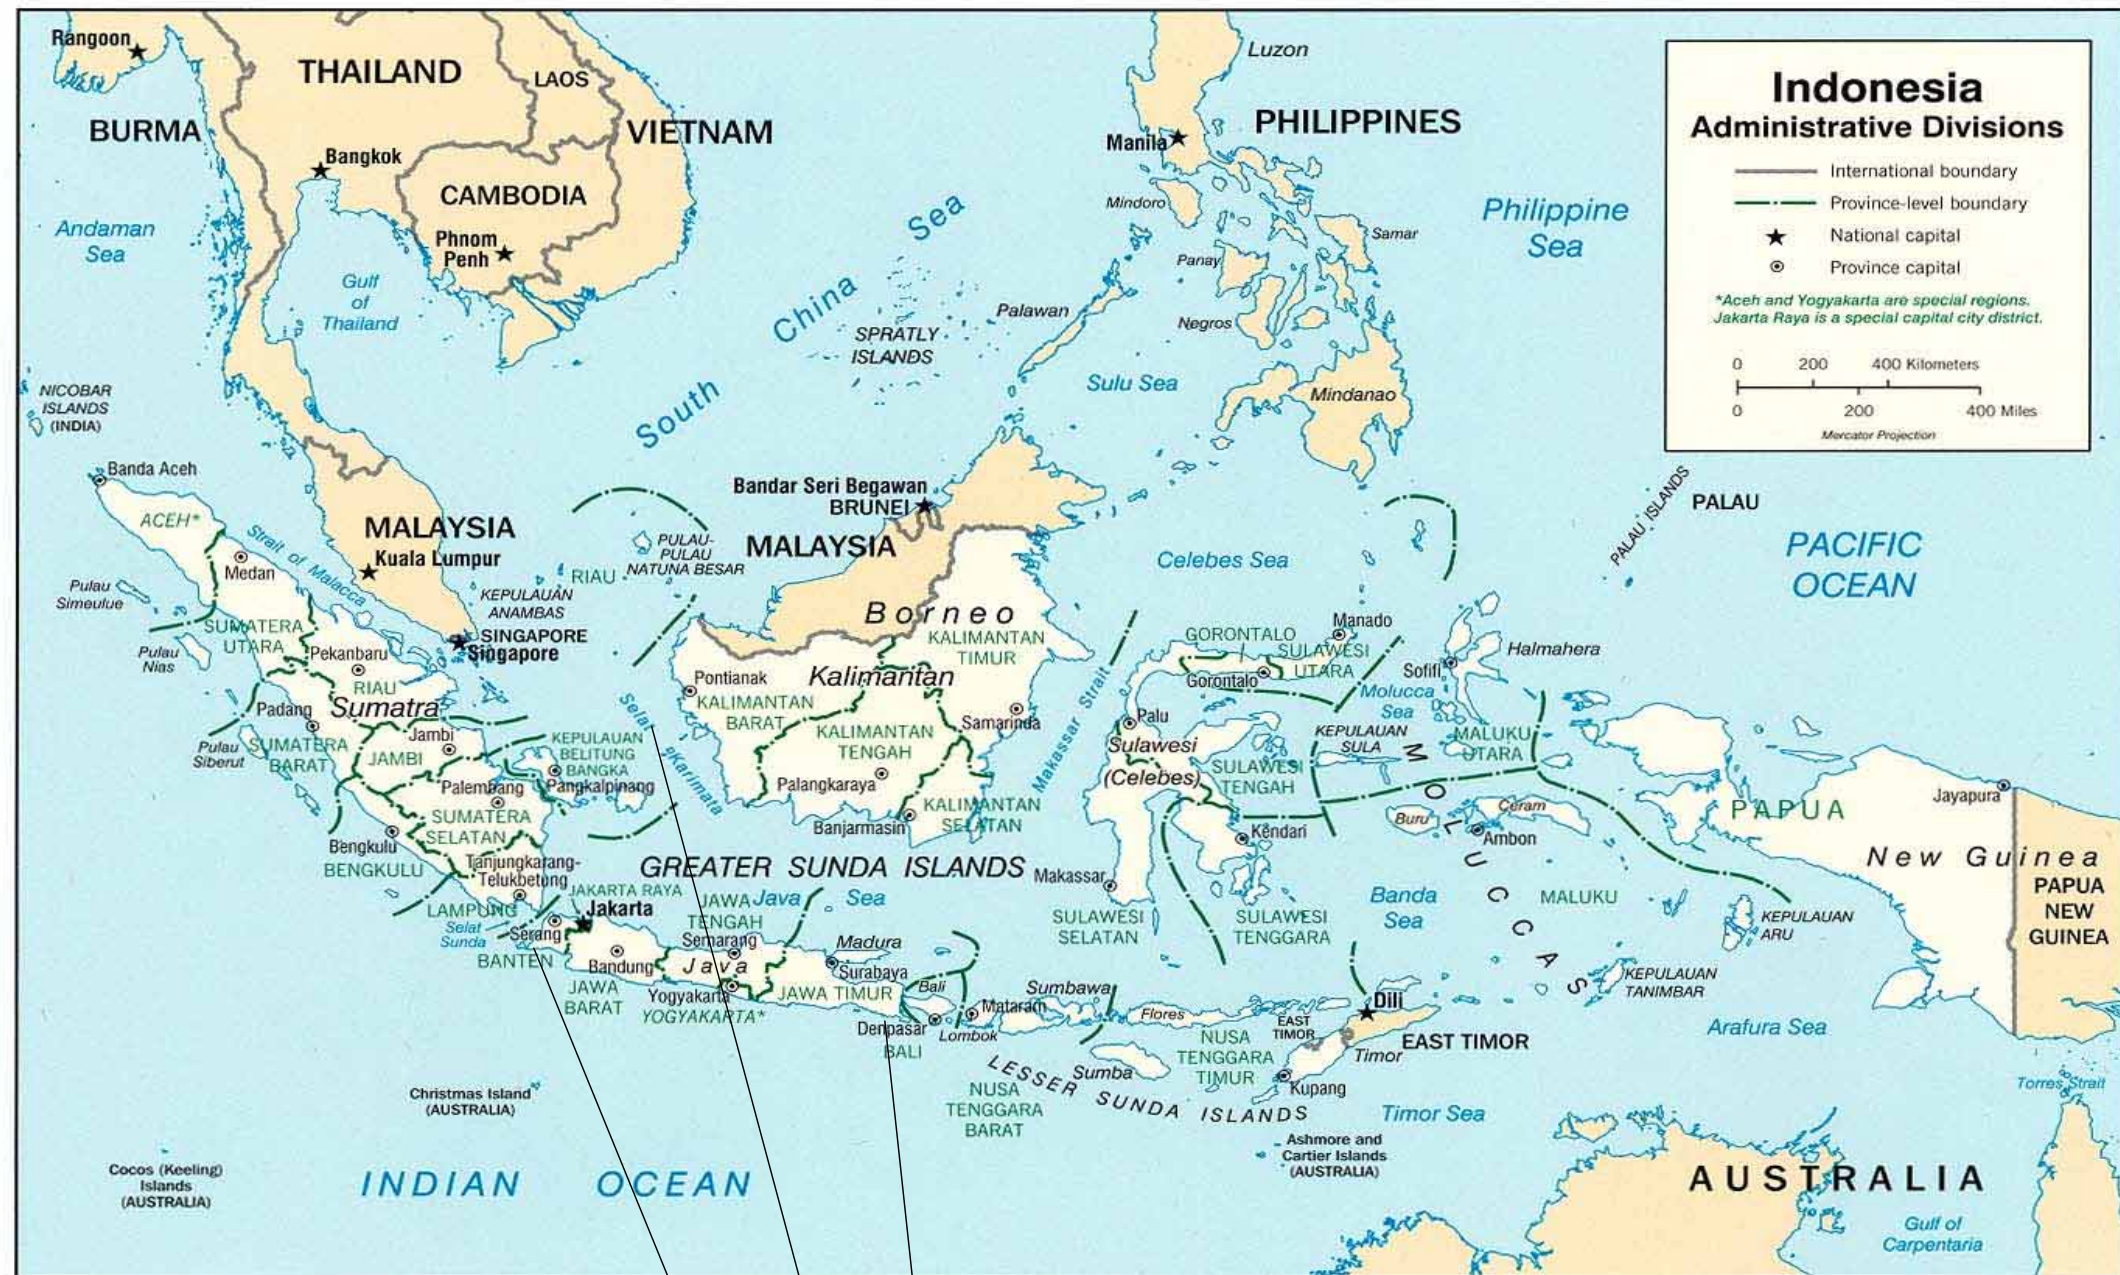 Rangoon
THAILAND
LAOS
BURMA
VIETNAM
Bangkok
CAMBODIA
Phnom
Penh
Andaman
Sea
Gulf
of
Thailand
Luzon
PHILIPPINES
Manila
Mindoro
Philippine
Sea
Samar
Panay
Palawan
Negros
South China Sea
SPRATLY
ISLANDS
Sulu Sea
Mindanao
Indonesia
Administrative Divisions
International boundary
Province-level boundary
National capital
Province capital
*Aceh and Yogyakarta are special regions.
Jakarta Raya is a special capital city district.
0 200 400 Kilometers
0 200 400 Miles
Mercator Projection
NICOBAR
ISLANDS
(INDIA)
Banda Aceh
ACEH*
Strait of Malacca
Medan
MALAYSIA
Kuala Lumpur
Pulau
Simeulue
SUMATERA
UTARA
Pulau
Nias
Pekanbaru
RIAU
Sumatra
Padang
SUMATERA
BARAT
Pulau
Siberut
Jambi
JAMBI
Palembang
SUMATERA
SELATAN
Bengkulu
BENGKULU
Tanjungkarang-
Telukbetung
LAMPUNG
Selat
Sunda
SINGAPORE
Singapore
KEPULAUAN
ANAMBAS
RIAU
PULAU-
PULAU
NATUNA BESAR
KEPULAUAN
BELITUNG
BANGKA
Pangkalpinang
Selat
Karimata
Bandar Seri Begawan
BRUNEI
MALAYSIA
Borneo
Kalimantan
KALIMANTAN
TIMUR
Pontianak
KALIMANTAN
BARAT
KALIMANTAN
TENGAH
Samarinda
Palangkaraya
Banjarmasin
KALIMANTAN
SELATAN
Makassar Strait
Celebes Sea
PALAU ISLANDS
PALAU
PACIFIC
OCEAN
Manado
GORONTALO
SULAWESI
UTARA
Gorontalo
Palu
Sulawesi
(Celebes)
SULAWESI
TENGAH
Kendari
Makassar
SULAWESI
SELATAN
SULAWESI
TENGGARA
Sofifi
Halmahera
Molucca
Sea
KEPULAUAN
SULA
MALUKU
UTARA
MOLUCCAS
Buru
Ceram
Ambon
Banda
Sea
MALUKU
PAPUA
Jayapura
New Guinea
PAPUA
NEW
GUINEA
KEPULAUAN
ARU
KEPULAUAN
TANIMBAR
Arafura Sea
GREATER SUNDA ISLANDS
JAKARTA RAYA
Jakarta
JAWA
TENGAH
Java Sea
Serang
BANTEN
Bandung
JAWA
BARAT
Semarang
Java
Yogyakarta
YOGYAKARTA*
JAWA TIMUR
Madura
Surabaya
Bali
Denpasar
BALI
Mataram
Lombok
Sumbawa
Flores
LESSER SUNDA ISLANDS
Sumba
NUSA
TENGGARA
BARAT
NUSA
TENGGARA
TIMUR
EAST
TIMOR
Dili
EAST TIMOR
Timor
Kupang
Timor Sea
Torres Strait
Christmas Island
(AUSTRALIA)
Cocos (Keeling)
Islands
(AUSTRALIA)
INDIAN OCEAN
Ashmore and
Cartier Islands
(AUSTRALIA)
AUSTRALIA
Gulf of
Carpentaria